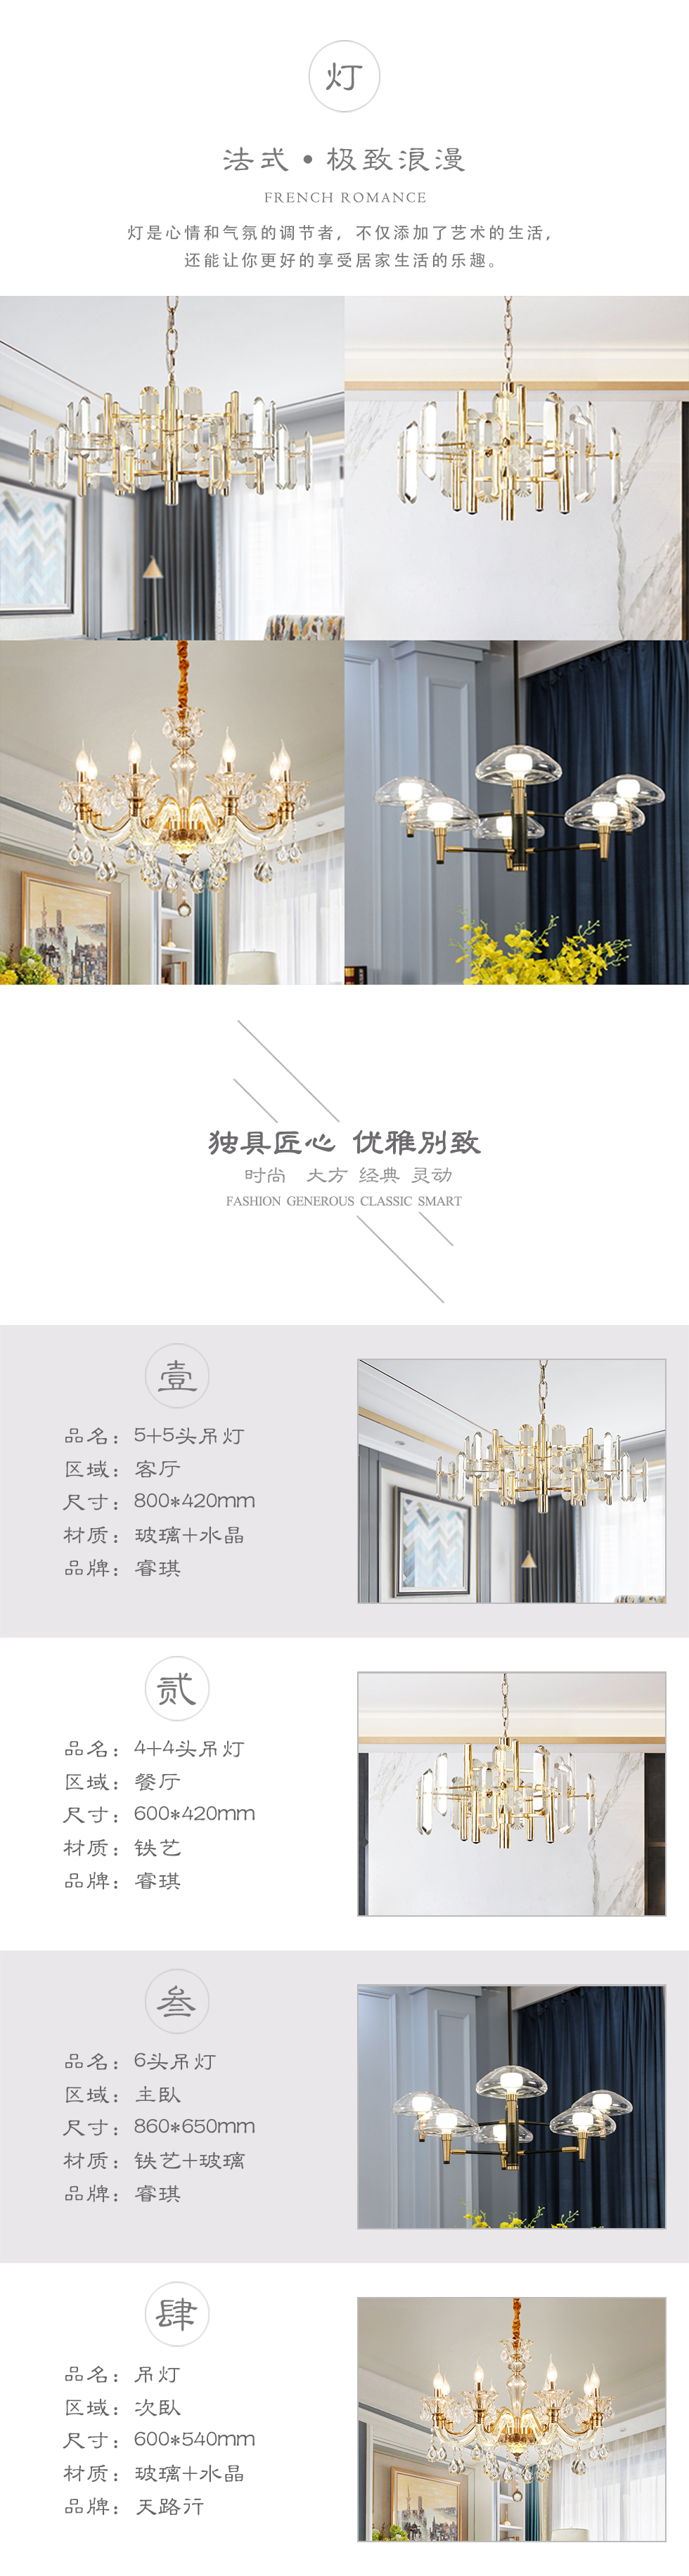 灯
法式·极致浪漫
FRENCH ROMANCE
灯是心情和气氛的调节者，不仅添加了艺术的生活，
还能让你更好的享受居家生活的乐趣。
独具匠心 优雅别致
时尚 大方 经典 灵动
FASHION GENEROUS CLASSIC SMART
壹
品名：5+5头吊灯
区域：客厅
尺寸：800*420mm
材质：玻璃+水晶
品牌：睿琪
贰
品名：4+4头吊灯
区域：餐厅
尺寸：600*420mm
材质：铁艺
品牌：睿琪
叁
品名：6头吊灯
区域：主卧
尺寸：860*650mm
材质：铁艺+玻璃
品牌：睿琪
肆
品名：吊灯
区域：次卧
尺寸：600*540mm
材质：玻璃+水晶
品牌：天路行